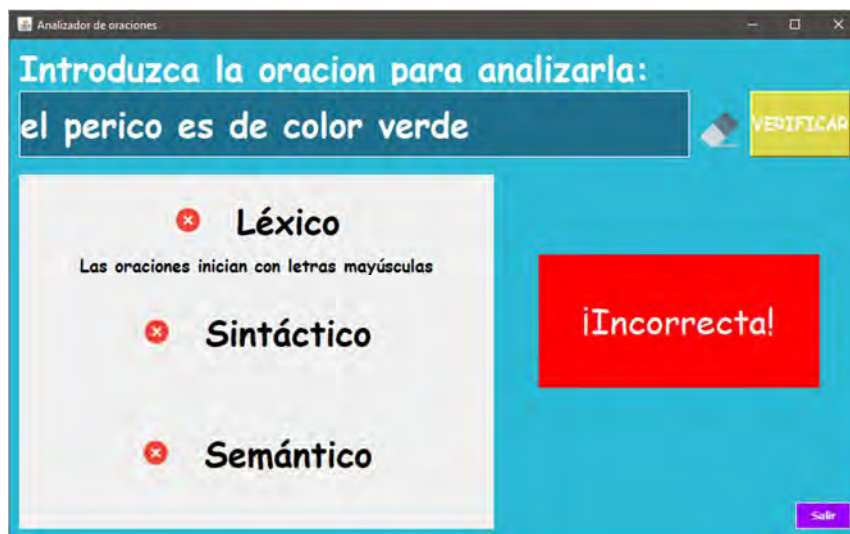 Analizador de oraciones
Introduzca la oracion para analizarla:
el perico es de color verde
VERIFICAR
Léxico
Las oraciones inician con letras mayúsculas
Sintáctico
Semántico
¡Incorrecta!
Salir